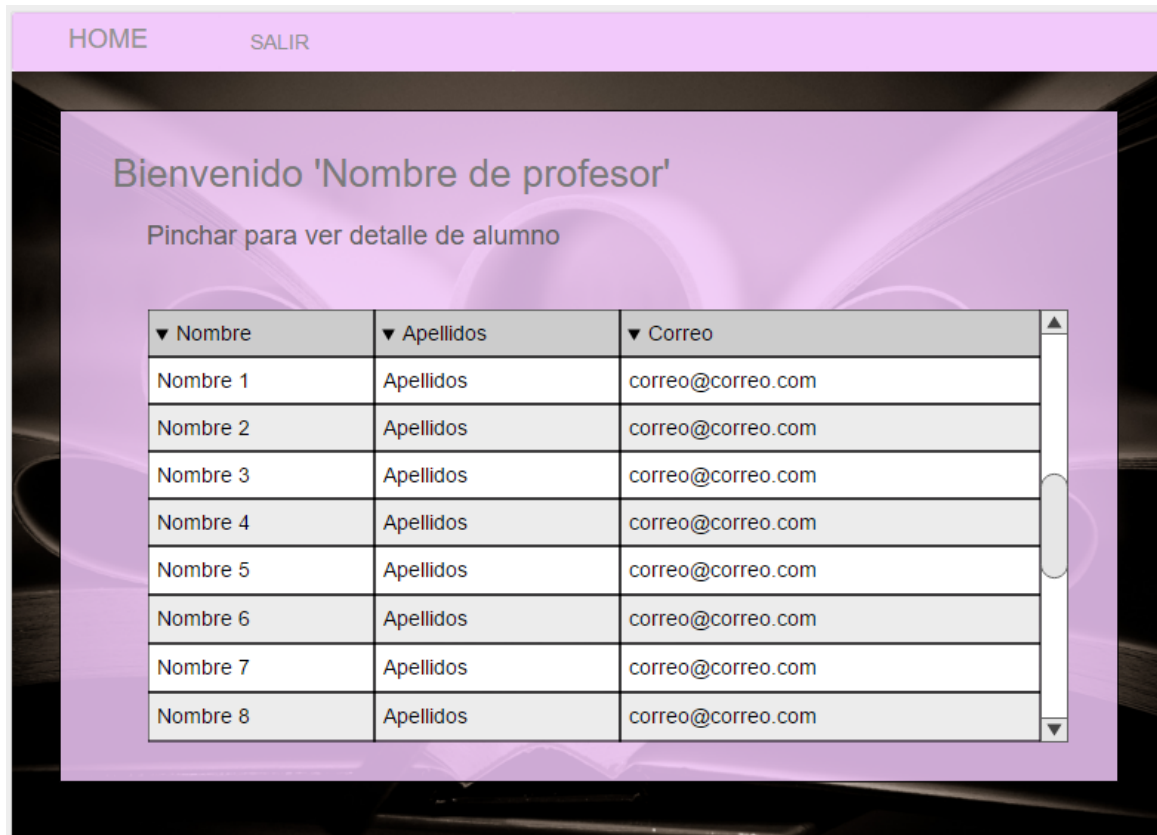 HOME SALIR
Bienvenido 'Nombre de profesor'
Pinchar para ver detalle de alumno
▼ Nombre ▼ Apellidos ▼ Correo
Nombre 1 Apellidos correo@correo.com
Nombre 2 Apellidos correo@correo.com
Nombre 3 Apellidos correo@correo.com
Nombre 4 Apellidos correo@correo.com
Nombre 5 Apellidos correo@correo.com
Nombre 6 Apellidos correo@correo.com
Nombre 7 Apellidos correo@correo.com
Nombre 8 Apellidos correo@correo.com